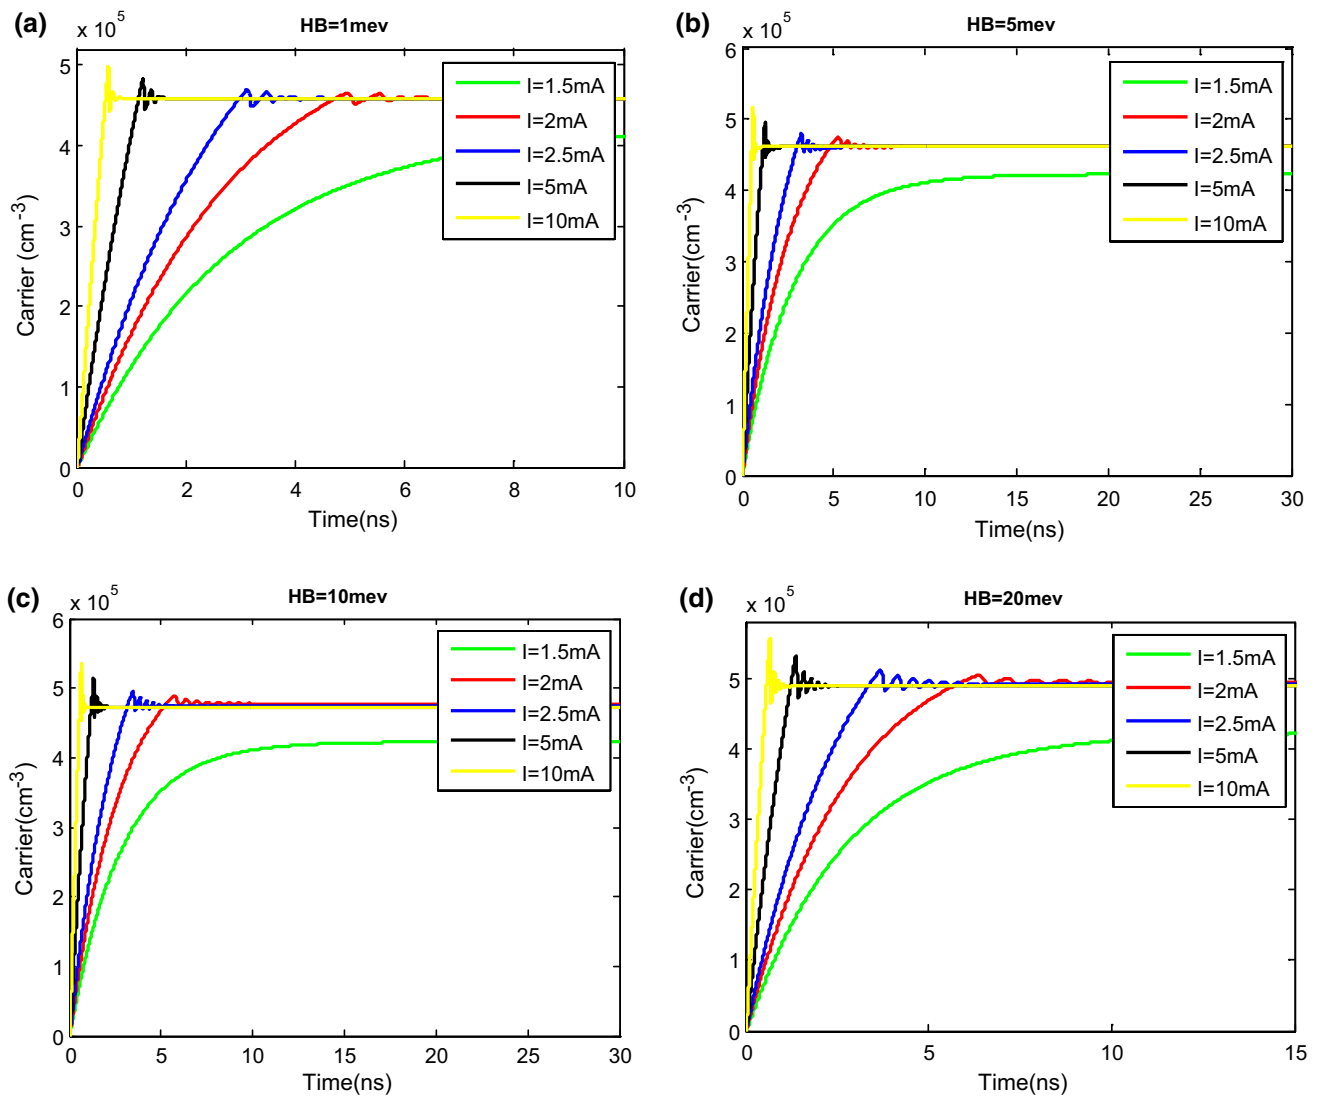 (a)
x 10^5
HB=1mev
5
4
3
2
1
0
Carrier (cm^-3)
I=1.5mA
I=2mA
I=2.5mA
I=5mA
I=10mA
0 2 4 6 8 10
Time(ns)
(b)
x 10^5
HB=5mev
6
5
4
3
2
1
0
Carrier(cm^-3)
I=1.5mA
I=2mA
I=2.5mA
I=5mA
I=10mA
0 5 10 15 20 25 30
Time(ns)
(c)
x 10^5
HB=10mev
6
5
4
3
2
1
0
Carrier(cm^-3)
I=1.5mA
I=2mA
I=2.5mA
I=5mA
I=10mA
0 5 10 15 20 25 30
Time(ns)
(d)
x 10^5
HB=20mev
5
4
3
2
1
0
Carrier(cm^-3)
I=1.5mA
I=2mA
I=2.5mA
I=5mA
I=10mA
0 5 10 15
Time(ns)